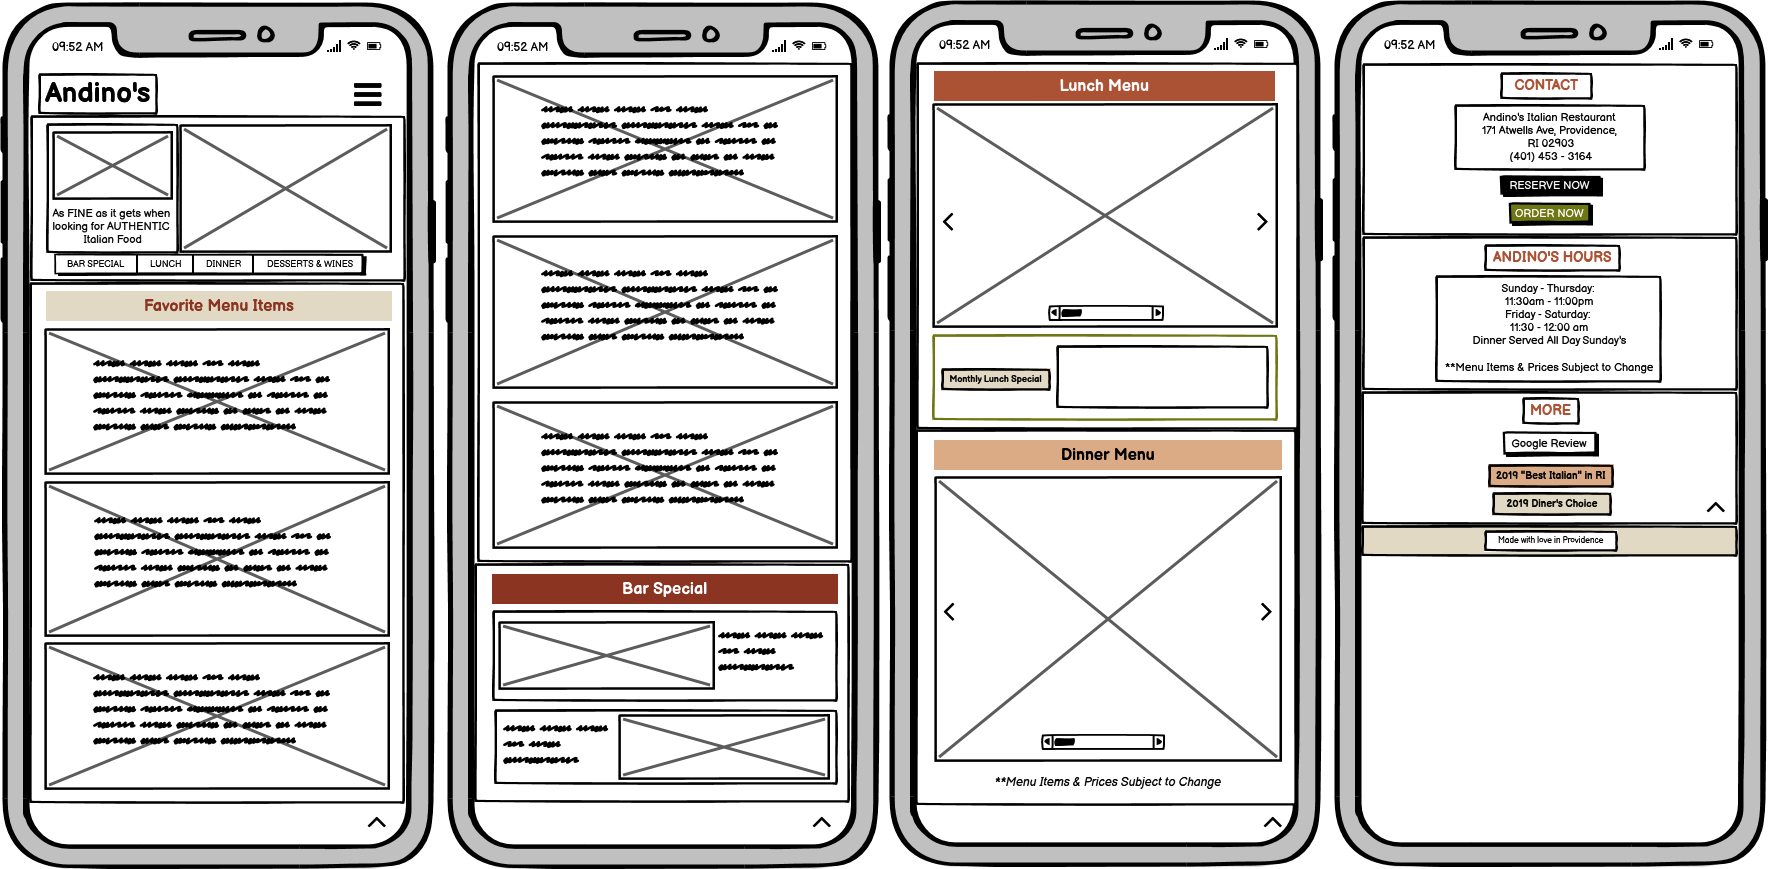 09:52 AM
Andino's
As FINE as it gets when
looking for AUTHENTIC
Italian Food
BAR SPECIAL
LUNCH
DINNER
DESSERTS & WINES
Favorite Menu Items
09:52 AM
Bar Special
09:52 AM
Lunch Menu
Monthly Lunch Special
Dinner Menu
**Menu Items & Prices Subject to Change
09:52 AM
CONTACT
Andino's Italian Restaurant
171 Atwells Ave, Providence,
RI 02903
(401) 453 - 3164
RESERVE NOW
ORDER NOW
ANDINO'S HOURS
Sunday - Thursday:
11:30am - 11:00pm
Friday - Saturday:
11:30 - 12:00 am
Dinner Served All Day Sunday's
**Menu Items & Prices Subject to Change
MORE
Google Review
2019 "Best Italian" in RI
2019 Diner's Choice
Made with love in Providence